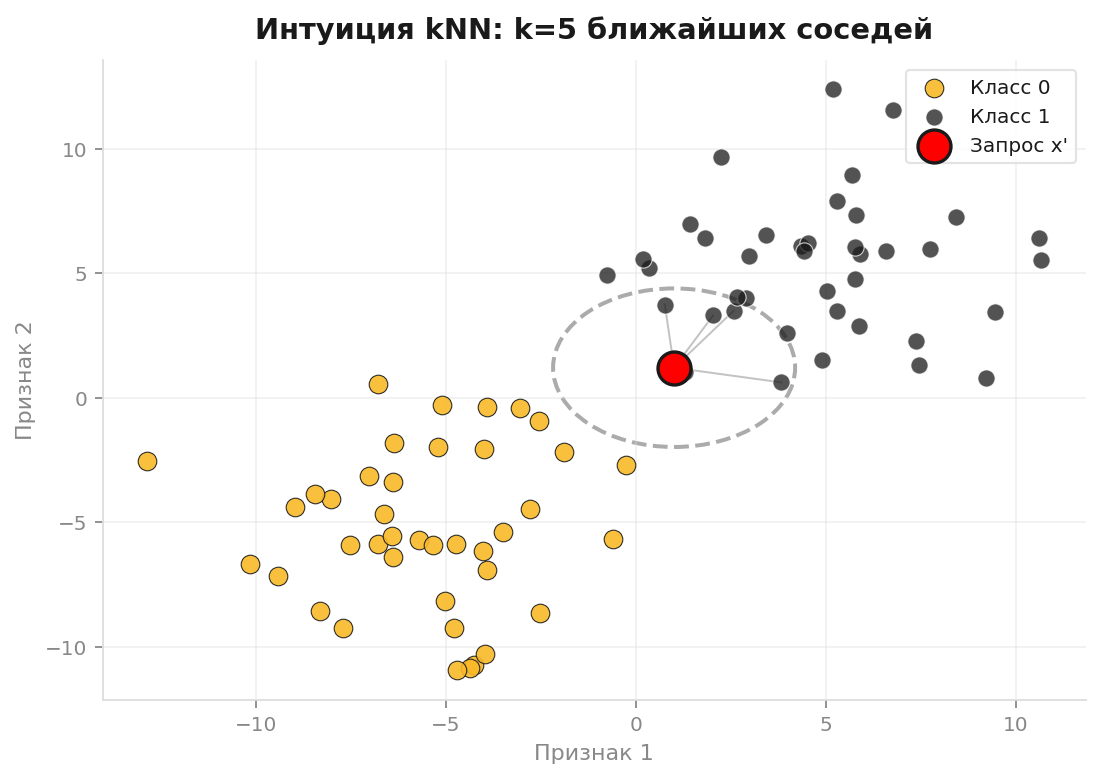 Интуиция kNN: k=5 ближайших соседей
Класс 0
Класс 1
Запрос x'
Признак 2
10
5
0
−5
−10
−10
−5
0
5
10
Признак 1